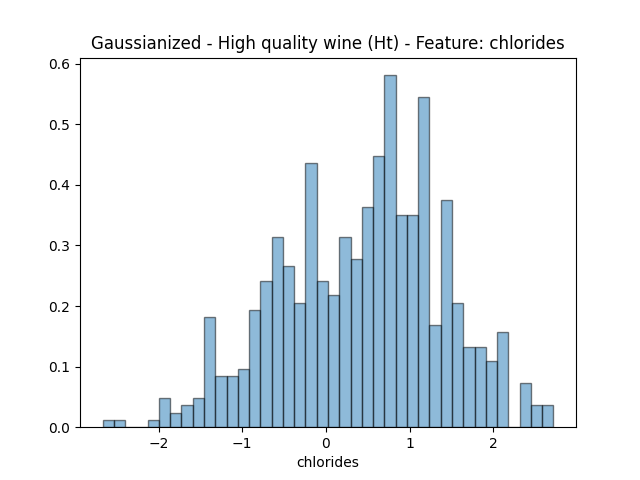 Gaussianized - High quality wine (Ht) - Feature: chlorides
0.6
0.5
0.4
0.3
0.2
0.1
0.0
−2 −1 0 1 2
chlorides